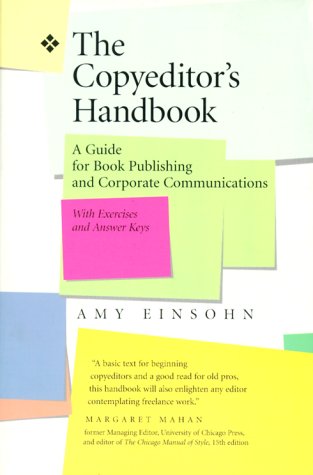 The
Copyeditor's
Handbook
A Guide
for Book Publishing
and Corporate Communications
With Exercises
and Answer Keys
AMY EINSOHN
"A basic text for beginning
copyeditors and a good read for old pros,
this handbook will also enlighten any editor
contemplating freelance work."
MARGARET MAHAN
former Managing Editor, University of Chicago Press,
and editor of The Chicago Manual of Style, 15th edition